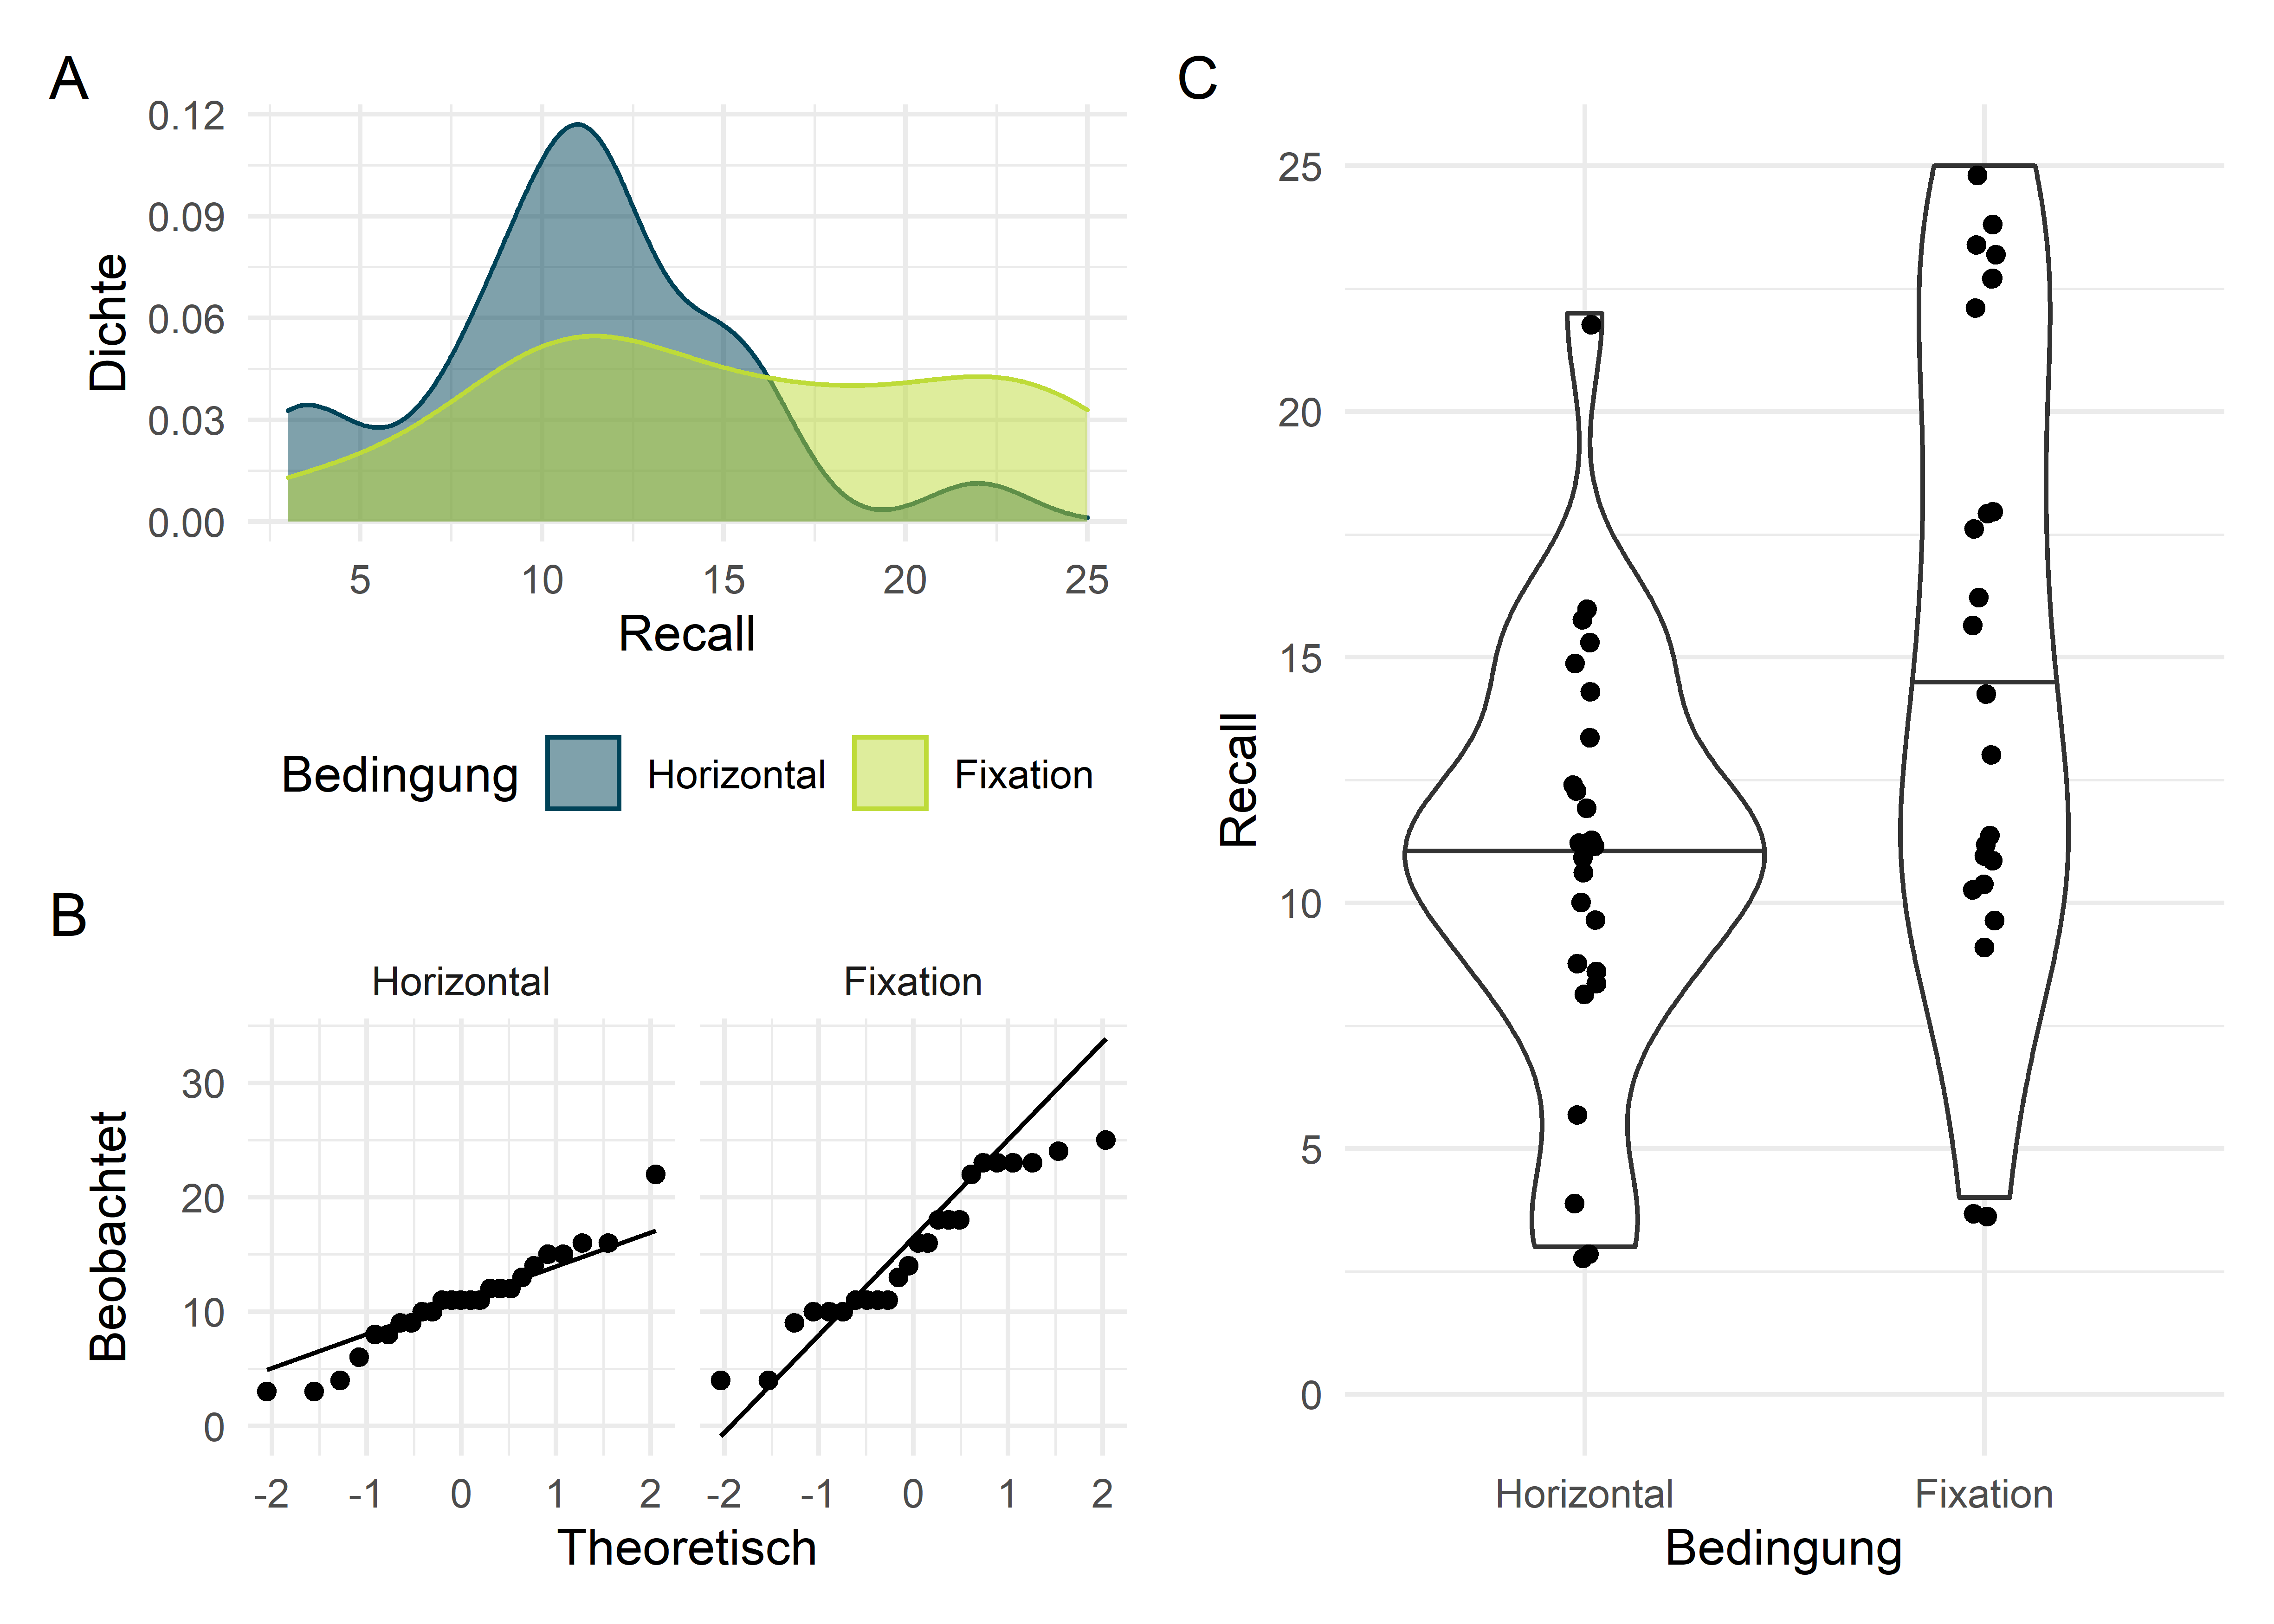 A
0.12
0.09
0.06
0.03
0.00
Dichte
5 10 15 20 25
Recall
Bedingung Horizontal Fixation
B
Horizontal Fixation
30
20
10
0
Beobachtet
-2 -1 0 1 2 -2 -1 0 1 2
Theoretisch
C
25
20
15
10
5
0
Recall
Horizontal Fixation
Bedingung